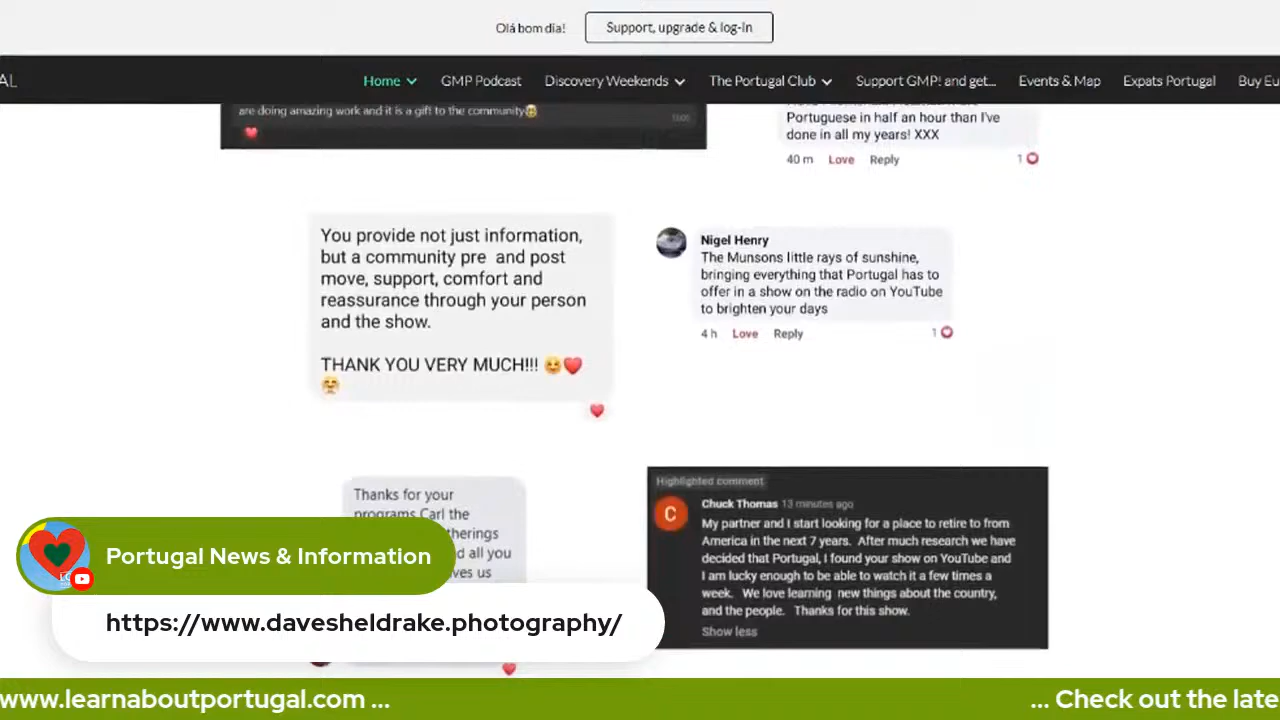 Olá bom dia!
Support, upgrade & log-In
AL
Home
GMP Podcast
Discovery Weekends
The Portugal Club
Support GMP! and get...
Events & Map
Expats Portugal
Buy Eu
are doing amazing work and it is a gift to the community
Portuguese in half an hour than I've
done in all my years! XXX
40 m Love Reply
1
You provide not just information,
but a community pre and post
move, support, comfort and
reassurance through your person
and the show.
THANK YOU VERY MUCH!!!
Nigel Henry
The Munsons little rays of sunshine,
bringing everything that Portugal has to
offer in a show on the radio on YouTube
to brighten your days
4 h Love Reply
1
Thanks for your
programs Carl the
therings
d all you
ves us
Highlighted comment
C
Chuck Thomas 13 minutes ago
My partner and I start looking for a place to retire to from
America in the next 7 years. After much research we have
decided that Portugal, I found your show on YouTube and
I am lucky enough to be able to watch it a few times a
week. We love learning new things about the country,
and the people. Thanks for this show.
Show less
Portugal News & Information
https://www.davesheldrake.photography/
www.learnaboutportugal.com ...
... Check out the late